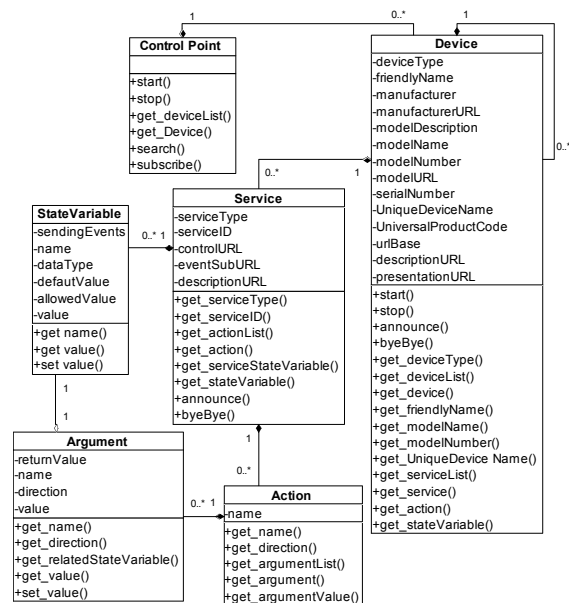 1
0..*
1
Control Point
+start()
+stop()
+get_deviceList()
+get_Device()
+search()
+subscribe()
Device
-deviceType
-friendlyName
-manufacturer
-manufacturerURL
-modelDescription
-modelName
-modelNumber
-modelURL
-serialNumber
-UniqueDeviceName
-UniversalProductCode
-urlBase
-descriptionURL
-presentationURL
+start()
+stop()
+announce()
+byeBye()
+get_deviceType()
+get_deviceList()
+get_device()
+get_friendlyName()
+get_modelName()
+get_modelNumber()
+get_UniqueDevice Name()
+get_serviceList()
+get_service()
+get_action()
+get_stateVariable()
0..*
0..*
1
Service
-serviceType
-serviceID
-controlURL
-eventSubURL
-descriptionURL
+get_serviceType()
+get_serviceID()
+get_actionList()
+get_action()
+get_serviceStateVariable()
+get_stateVariable()
+announce()
+byeBye()
StateVariable
-sendingEvents
-name
-dataType
-defautValue
-allowedValue
-value
+get name()
+get value()
+set value()
0..* 1
1
1
1
0..*
Argument
-returnValue
-name
-direction
-value
+get_name()
+get_direction()
+get_relatedStateVariable()
+get_value()
+set_value()
0..* 1
Action
-name
+get_name()
+get_direction()
+get_argumentList()
+get_argument()
+get_argumentValue()